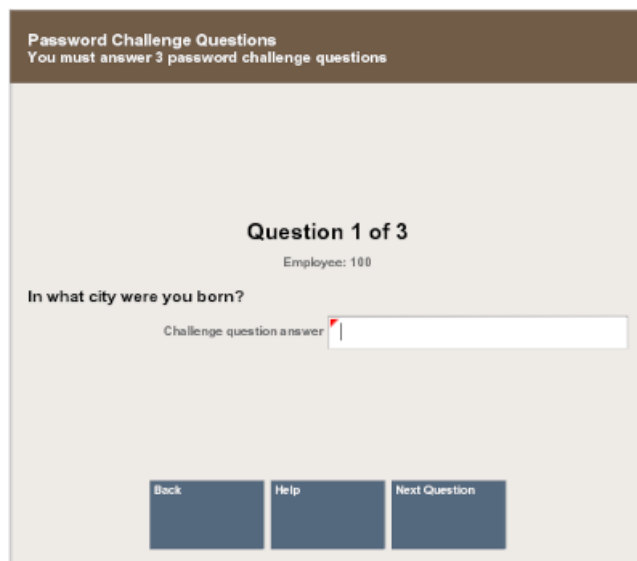 Password Challenge Questions
You must answer 3 password challenge questions
Question 1 of 3
Employee: 100
In what city were you born?
Challenge question answer
Back
Help
Next Question